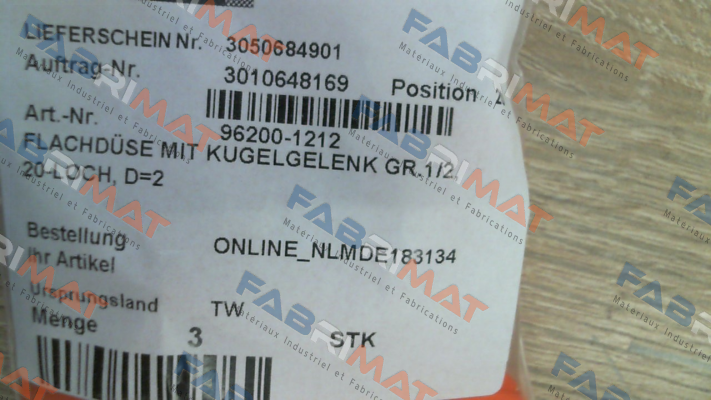 LIEFERSCHEIN Nr. 3050684901
Auftrag-Nr. 3010648169 Position
Art.-Nr. 96200-1212
FLACHDÜSE MIT KUGELGELENK GR.1/2,
20-LOCH, D=2
Bestellung ONLINE_NLMDE183134
Ihr Artikel
Ursprungsland TW
Menge 3 STK
FABRIMAT
Materiaux Industriel et Fabrications